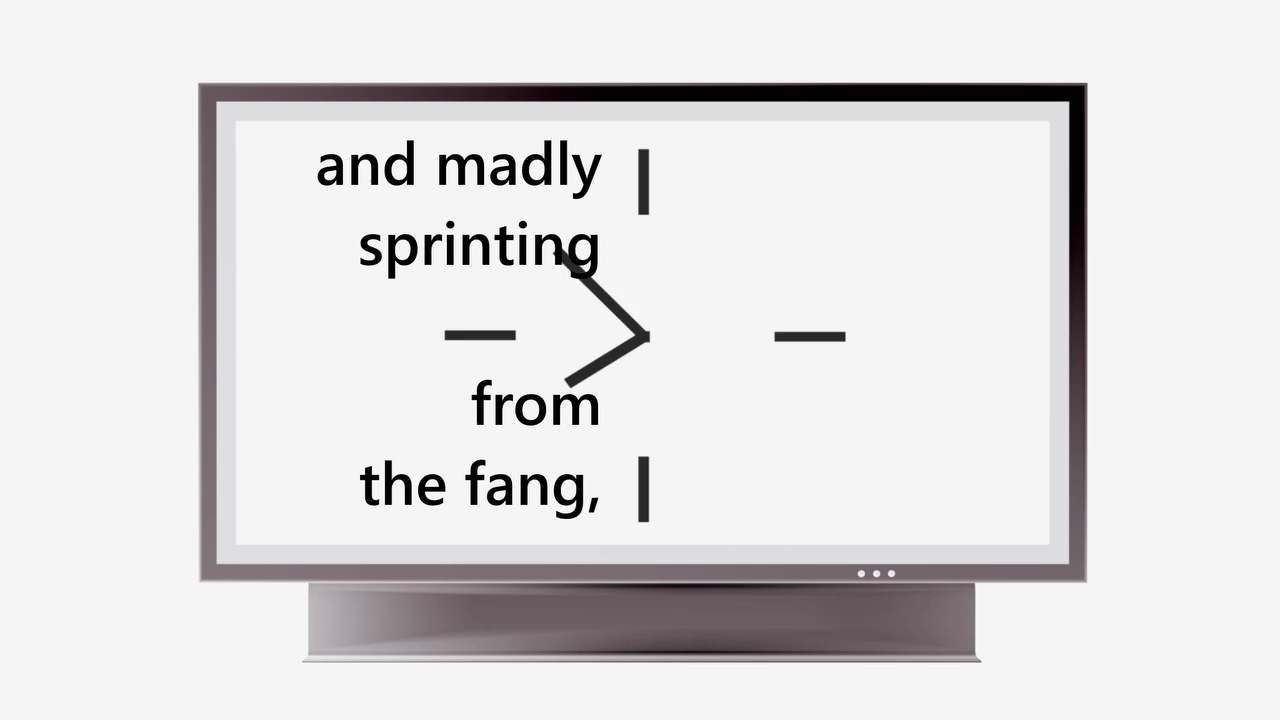 and madly
sprinting
from
the fang,